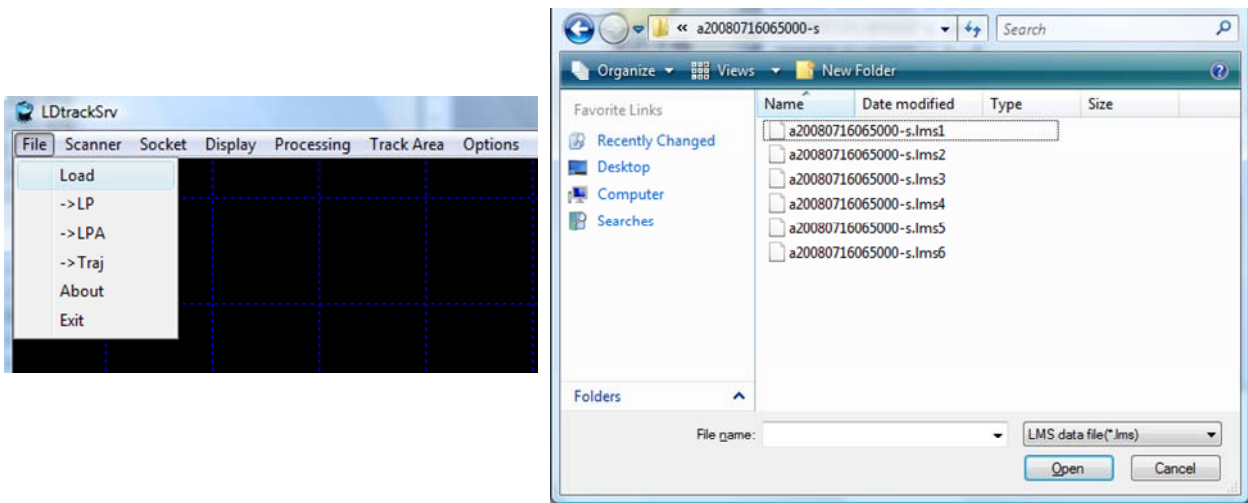 LDtrackSrv
File Scanner Socket Display Processing Track Area Options
Load
->LP
->LPA
->Traj
About
Exit
« a20080716065000-s
Search
Organize Views New Folder
Favorite Links
Recently Changed
Desktop
Computer
Searches
Folders
Name Date modified Type Size
a20080716065000-s.lms1
a20080716065000-s.lms2
a20080716065000-s.lms3
a20080716065000-s.lms4
a20080716065000-s.lms5
a20080716065000-s.lms6
File name:
LMS data file(*.lms)
Open Cancel